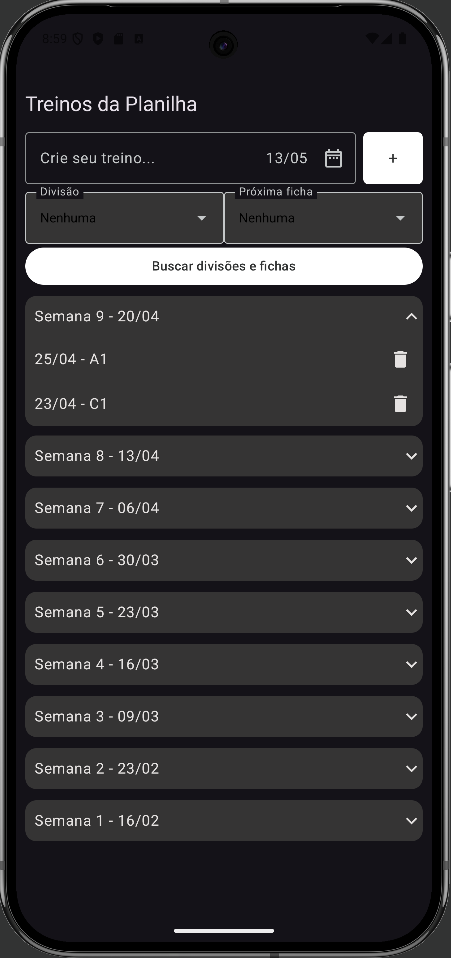 8:59
Treinos da Planilha
Crie seu treino... 13/05 +
Divisão Próxima ficha
Nenhuma Nenhuma
Buscar divisões e fichas
Semana 9 - 20/04
25/04 - A1
23/04 - C1
Semana 8 - 13/04
Semana 7 - 06/04
Semana 6 - 30/03
Semana 5 - 23/03
Semana 4 - 16/03
Semana 3 - 09/03
Semana 2 - 23/02
Semana 1 - 16/02